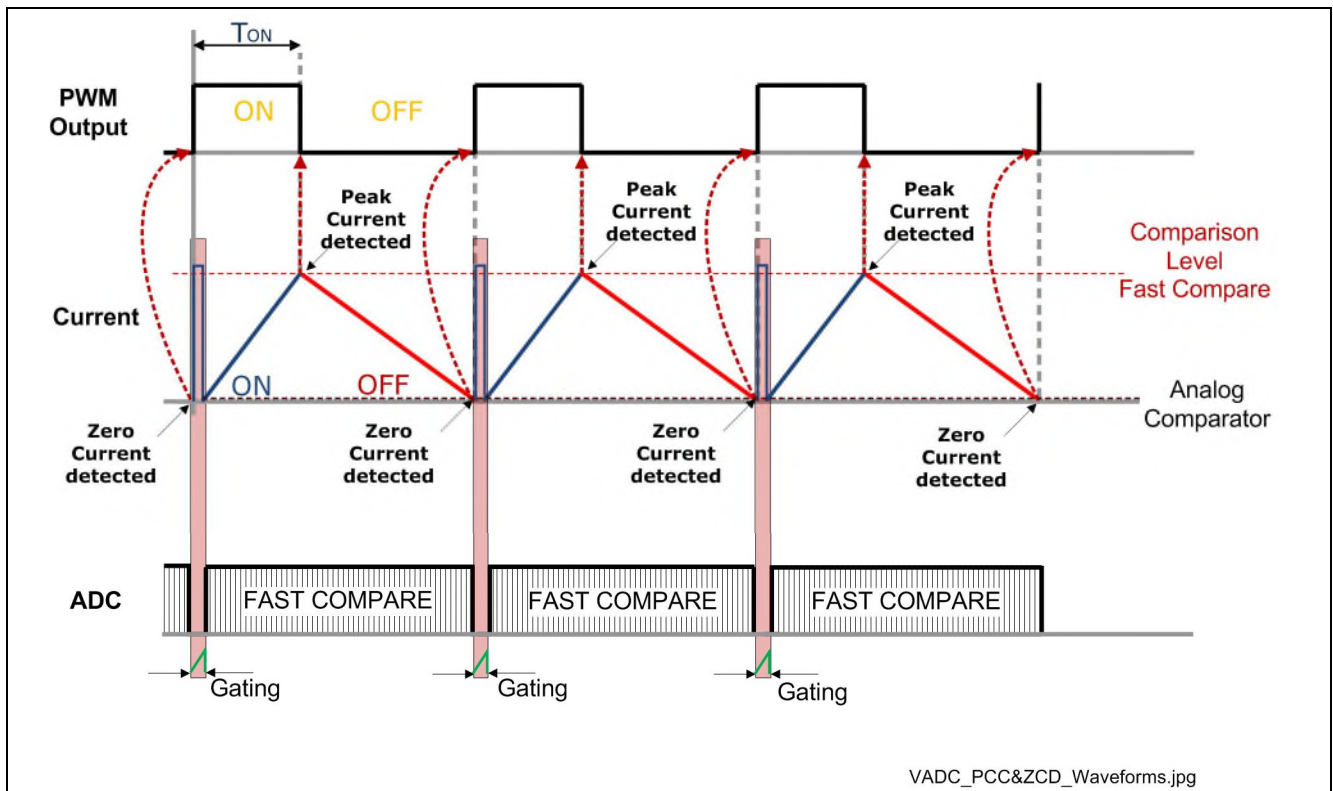 TON
PWM
Output
ON
OFF
Peak
Current
detected
Peak
Current
detected
Peak
Current
detected
Comparison
Level
Fast Compare
Current
ON
OFF
Analog
Comparator
Zero
Current
detected
Zero
Current
detected
Zero
Current
detected
Zero
Current
detected
ADC
FAST COMPARE
FAST COMPARE
FAST COMPARE
Gating
Gating
Gating
VADC_PCC&ZCD_Waveforms.jpg